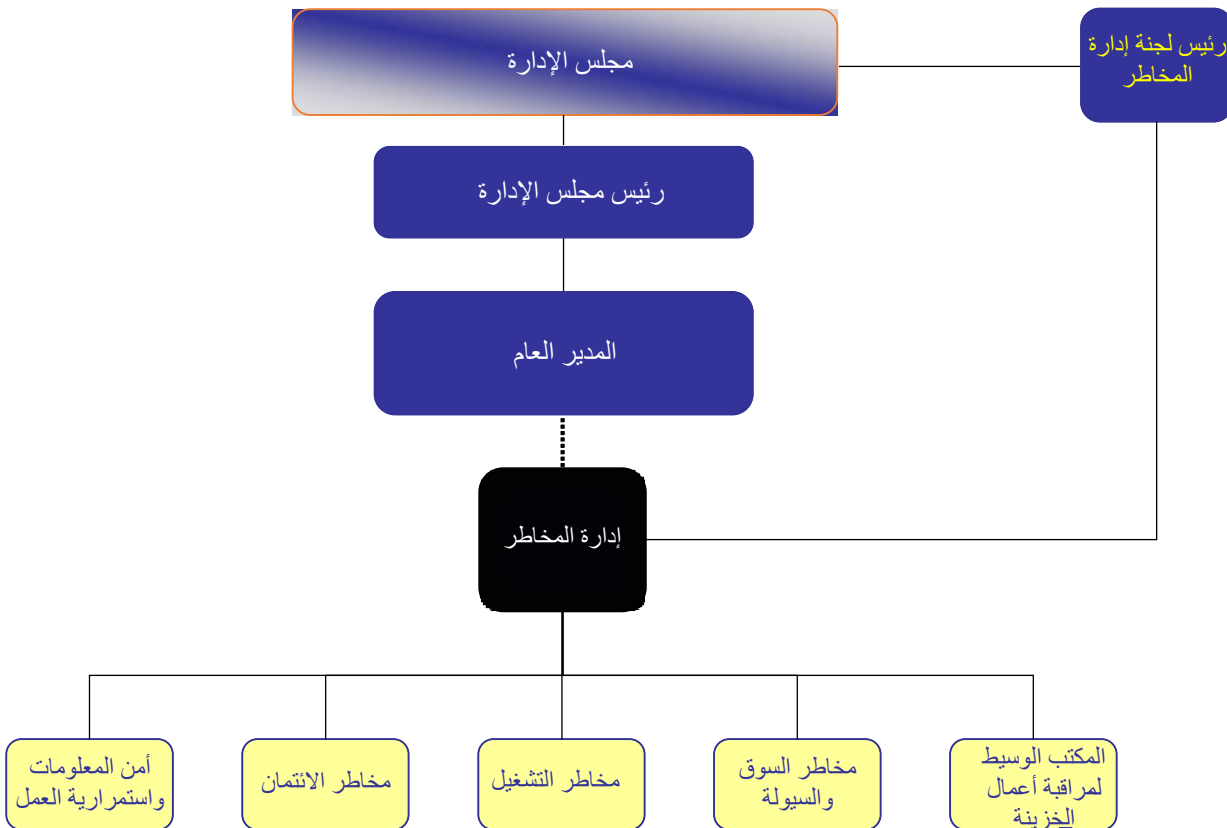 رئيس لجنة إدارة
المخاطر
مجلس الإدارة
رئيس مجلس الإدارة
المدير العام
إدارة المخاطر
المكتب الوسيط
لمراقبة أعمال
الخزينة
مخاطر السوق
والسيولة
مخاطر التشغيل
مخاطر الائتمان
أمن المعلومات
واستمرارية العمل